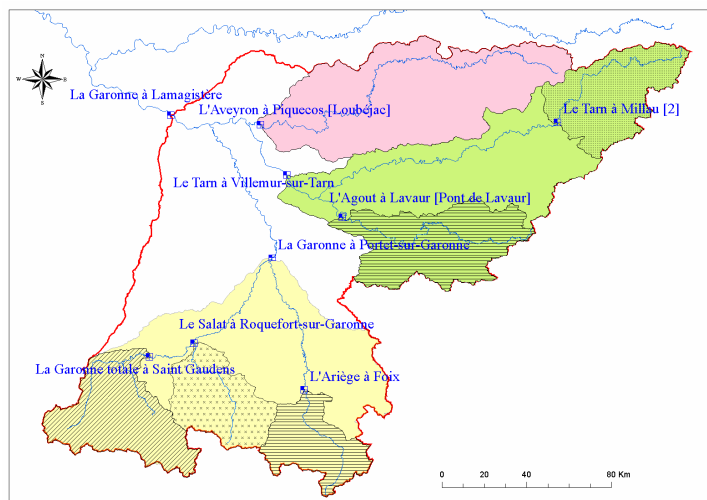 N
W E
S
La Garonne à Lamagistère
L'Aveyron à Piquecos [Loubéjac]
Le Tarn à Millau [2]
Le Tarn à Villemur-sur-Tarn
L'Agout à Lavaur [Pont de Lavaur]
La Garonne à Portet-sur-Garonne
Le Salat à Roquefort-sur-Garonne
La Garonne totale à Saint Gaudens
L'Ariège à Foix
0 20 40 80 Km